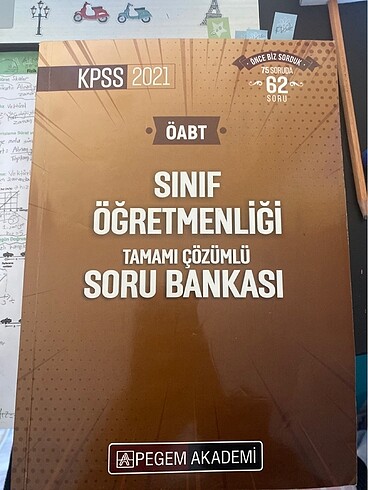 KPSS 2021
ÖNCE BİZ SORDUK
75 SORUDA
62
SORU
ÖABT
SINIF
ÖĞRETMENLİĞİ
TAMAMI ÇÖZÜMLÜ
SORU BANKASI
PEGEM AKADEMİ